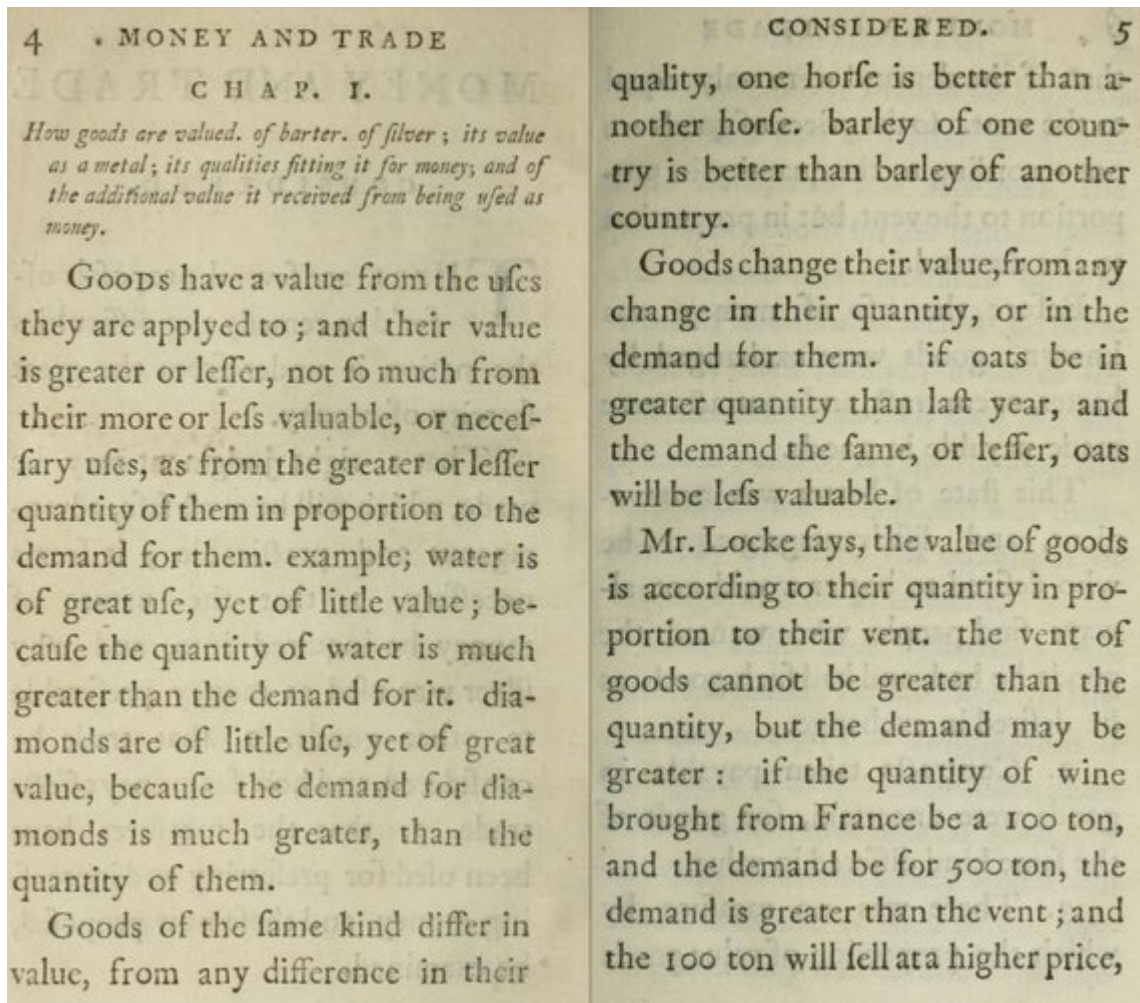 4 . MONEY AND TRADE
CHAP. I.
How goods are valued. of barter. of ſilver ; its value
as a metal ; its qualities fitting it for money; and of
the additional value it received from being uſed as
money.
GOODS have a value from the uſes
they are applyed to ; and their value
is greater or leſſer, not ſo much from
their more or leſs valuable, or neceſ-
ſary uſes, as from the greater or leſſer
quantity of them in proportion to the
demand for them. example; water is
of great uſe, yet of little value ; be-
cauſe the quantity of water is much
greater than the demand for it. dia-
monds are of little uſe, yet of great
value, becauſe the demand for dia-
monds is much greater, than the
quantity of them.
Goods of the ſame kind differ in
value, from any difference in their
CONSIDERED. 5
quality, one horſe is better than a-
nother horſe. barley of one coun-
try is better than barley of another
country.
Goods change their value, from any
change in their quantity, or in the
demand for them. if oats be in
greater quantity than laſt year, and
the demand the ſame, or leſſer, oats
will be leſs valuable.
Mr. Locke ſays, the value of goods
is according to their quantity in pro-
portion to their vent. the vent of
goods cannot be greater than the
quantity, but the demand may be
greater : if the quantity of wine
brought from France be a 100 ton,
and the demand be for 500 ton, the
demand is greater than the vent ; and
the 100 ton will ſell at a higher price,